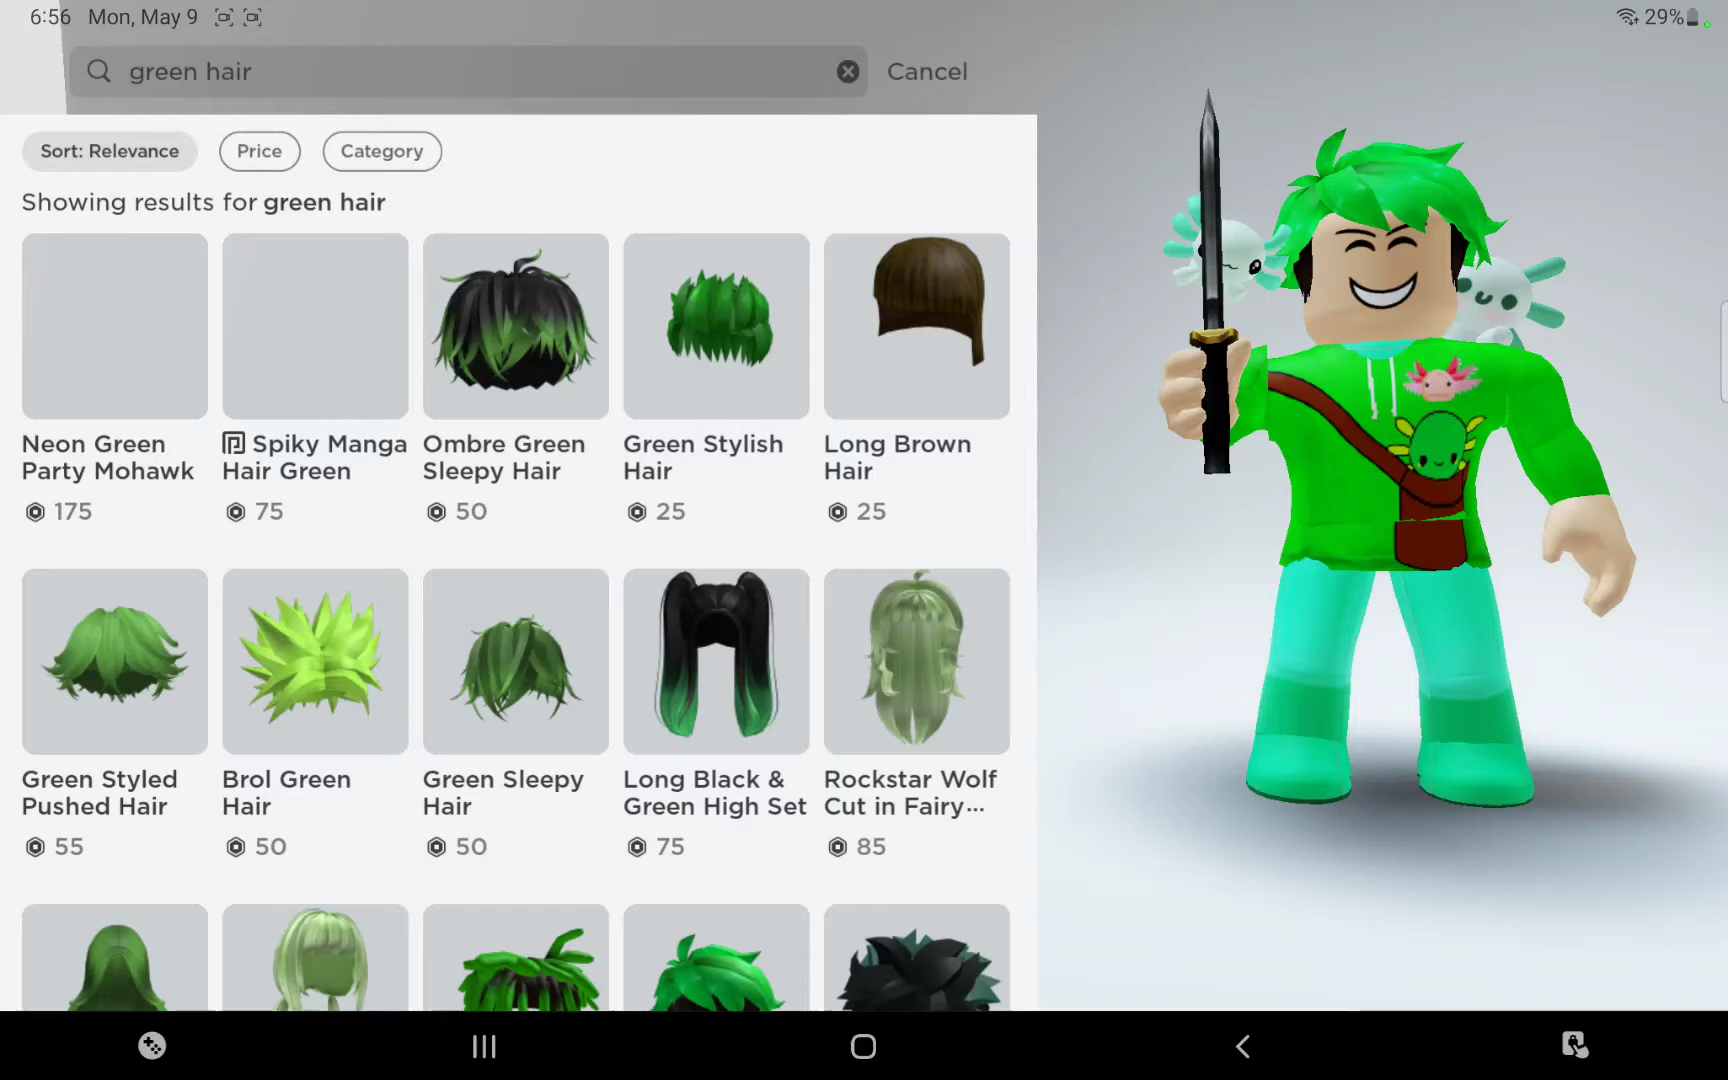 6:56 Mon, May 9
29%
green hair
Cancel
Sort: Relevance
Price
Category
Showing results for green hair
Neon Green
Party Mohawk
175
Spiky Manga
Hair Green
75
Ombre Green
Sleepy Hair
50
Green Stylish
Hair
25
Long Brown
Hair
25
Green Styled
Pushed Hair
55
Brol Green
Hair
50
Green Sleepy
Hair
50
Long Black &
Green High Set
75
Rockstar Wolf
Cut in Fairy...
85